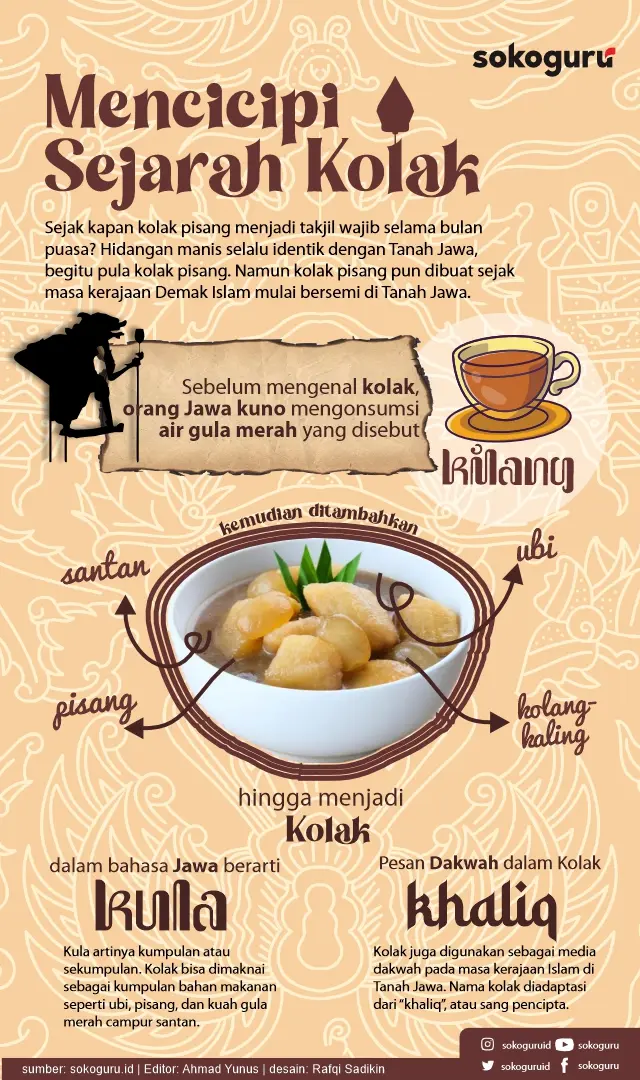 sokoguru
Mencicipi
Sejarah Kolak
Sejak kapan kolak pisang menjadi takjil wajib selama bulan
puasa? Hidangan manis selalu identik dengan Tanah Jawa,
begitu pula kolak pisang. Namun kolak pisang pun dibuat sejak
masa kerajaan Demak Islam mulai bersemi di Tanah Jawa.
Sebelum mengenal kolak,
orang Jawa kuno mengonsumsi
air gula merah yang disebut
kilang
kemudian ditambahkan
santan
ubi
pisang
kolang-
kaling
hingga menjadi
Kolak
dalam bahasa Jawa berarti
kula
Kula artinya kumpulan atau
sekumpulan. Kolak bisa dimaknai
sebagai kumpulan bahan makanan
seperti ubi, pisang, dan kuah gula
merah campur santan.
Pesan Dakwah dalam Kolak
khaliq
Kolak juga digunakan sebagai media
dakwah pada masa kerajaan Islam di
Tanah Jawa. Nama kolak diadaptasi
dari "khaliq", atau sang pencipta.
sokoguruid sokoguru
sokoguruid sokoguru
sumber: sokoguru.id | Editor: Ahmad Yunus | desain: Rafqi Sadikin